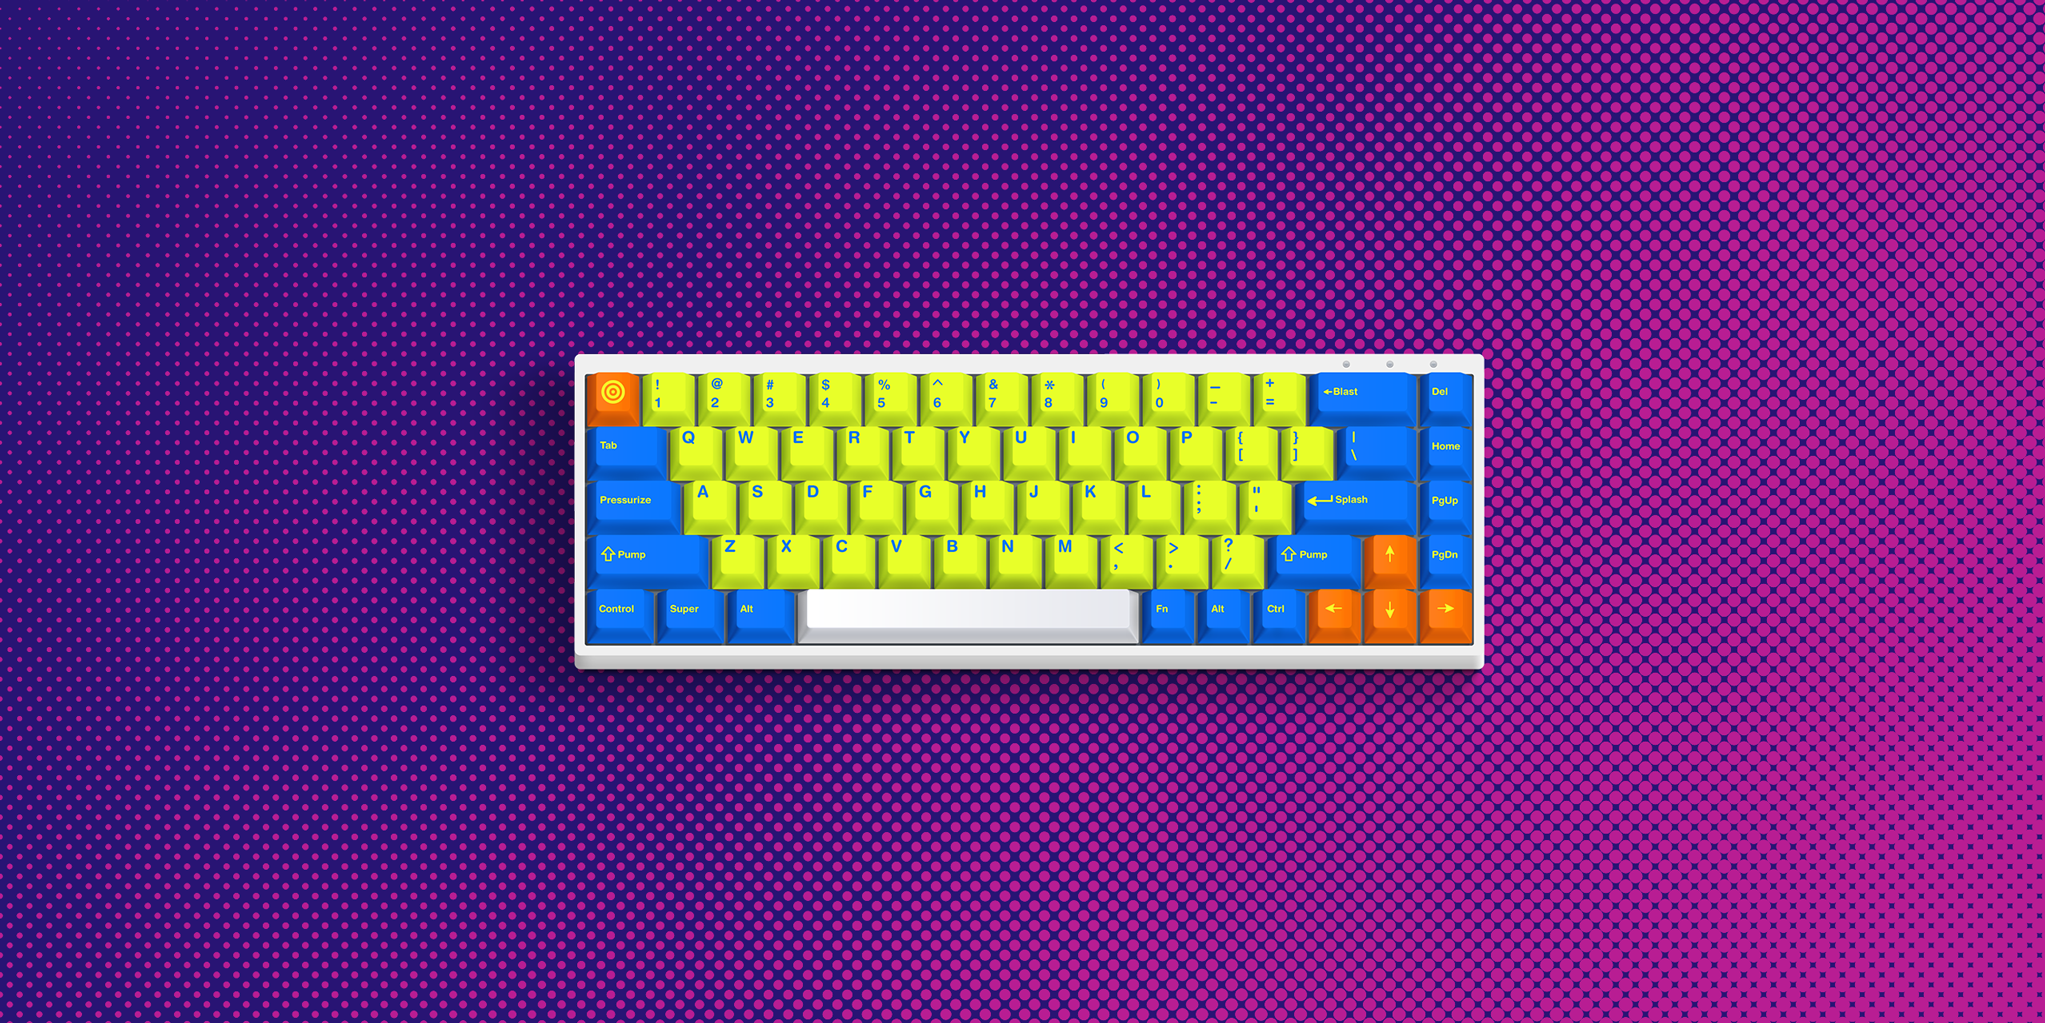 ! @ # $ % ^ & * ( ) _ +
1 2 3 4 5 6 7 8 9 0 - = ←Blast Del
Tab Q W E R T Y U I O P { } | Home
[ ] \
Pressurize A S D F G H J K L : " Splash PgUp
; '
⇧ Pump Z X C V B N M < > ? ⇧ Pump ↑ PgDn
, . /
Control Super Alt Fn Alt Ctrl ← ↓ →